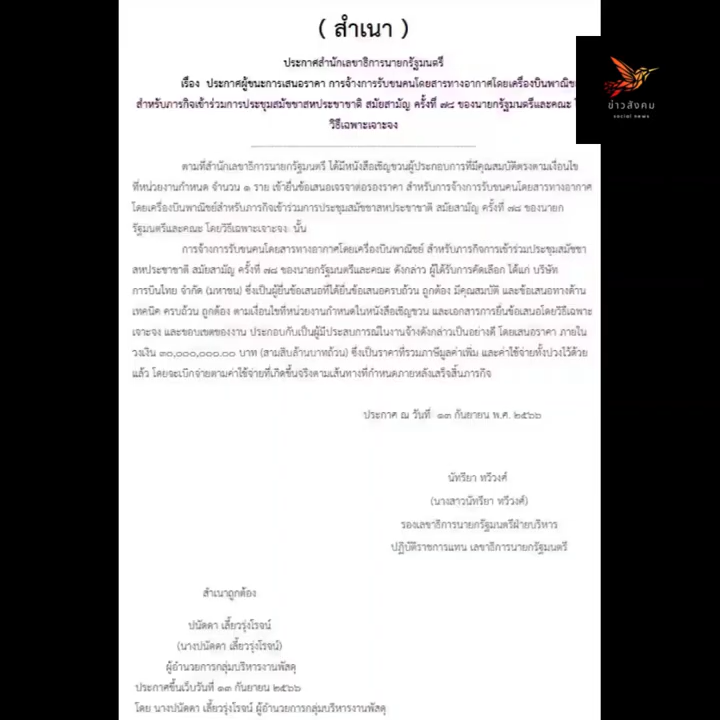 ( สำเนา )
ประกาศสำนักเลขาธิการนายกรัฐมนตรี
เรื่อง ประกาศผู้ชนะการเสนอราคา การจ้างการรับขนคนโดยสารทางอากาศโดยเครื่องบินพาณิช
สำหรับภารกิจเข้าร่วมการประชุมสมัชชาสหประชาชาติ สมัยสามัญ ครั้งที่ ๗๘ ของนายกรัฐมนตรีและคณะ
วิธีเฉพาะเจาะจง
ข่าวสังคม
social news
ตามที่สำนักเลขาธิการนายกรัฐมนตรี ได้มีหนังสือเชิญชวนผู้ประกอบการที่มีคุณสมบัติตรงตามเงื่อนไข
ที่หน่วยงานกำหนด จำนวน ๑ ราย เข้ายื่นข้อเสนอเจรจาต่อรองราคา สำหรับการจ้างการรับขนคนโดยสารทางอากาศ
โดยเครื่องบินพาณิชย์สำหรับภารกิจเข้าร่วมการประชุมสมัชชาสหประชาชาติ สมัยสามัญ ครั้งที่ ๗๘ ของนายก
รัฐมนตรีและคณะ โดยวิธีเฉพาะเจาะจง นั้น
การจ้างการรับขนคนโดยสารทางอากาศโดยเครื่องบินพาณิชย์ สำหรับภารกิจการเข้าร่วมประชุมสมัชชา
สหประชาชาติ สมัยสามัญ ครั้งที่ ๗๘ ของนายกรัฐมนตรีและคณะ ดังกล่าว ผู้ได้รับการคัดเลือก ได้แก่ บริษัท
การบินไทย จำกัด (มหาชน) ซึ่งเป็นผู้ยื่นข้อเสนอที่ได้ยื่นข้อเสนอครบถ้วน ถูกต้อง มีคุณสมบัติ และข้อเสนอทางด้าน
เทคนิค ครบถ้วน ถูกต้อง ตามเงื่อนไขที่หน่วยงานกำหนดในหนังสือเชิญชวน และเอกสารการยื่นข้อเสนอโดยวิธีเฉพาะ
เจาะจง และขอบเขตของงาน ประกอบกับเป็นผู้มีประสบการณ์ในงานจ้างดังกล่าวเป็นอย่างดี โดยเสนอราคา ภายใน
วงเงิน ๓๐,๐๐๐,๐๐๐.๐๐ บาท (สามสิบล้านบาทถ้วน) ซึ่งเป็นราคาที่รวมภาษีมูลค่าเพิ่ม และค่าใช้จ่ายทั้งปวงไว้ด้วย
แล้ว โดยจะเบิกจ่ายตามค่าใช้จ่ายที่เกิดขึ้นจริงตามเส้นทางที่กำหนดภายหลังเสร็จสิ้นภารกิจ
ประกาศ ณ วันที่ ๑๓ กันยายน พ.ศ. ๒๕๖๖
นัทรียา ทวีวงศ์
(นางสาวนัทรียา ทวีวงศ์)
รองเลขาธิการนายกรัฐมนตรีฝ่ายบริหาร
ปฏิบัติราชการแทน เลขาธิการนายกรัฐมนตรี
สำเนาถูกต้อง
ปนัดดา เลี้ยวรุ่งโรจน์
(นางปนัดดา เลี้ยวรุ่งโรจน์)
ผู้อำนวยการกลุ่มบริหารงานพัสดุ
ประกาศขึ้นเว็บวันที่ ๑๓ กันยายน ๒๕๖๖
โดย นางปนัดดา เลี้ยวรุ่งโรจน์ ผู้อำนวยการกลุ่มบริหารงานพัสดุ